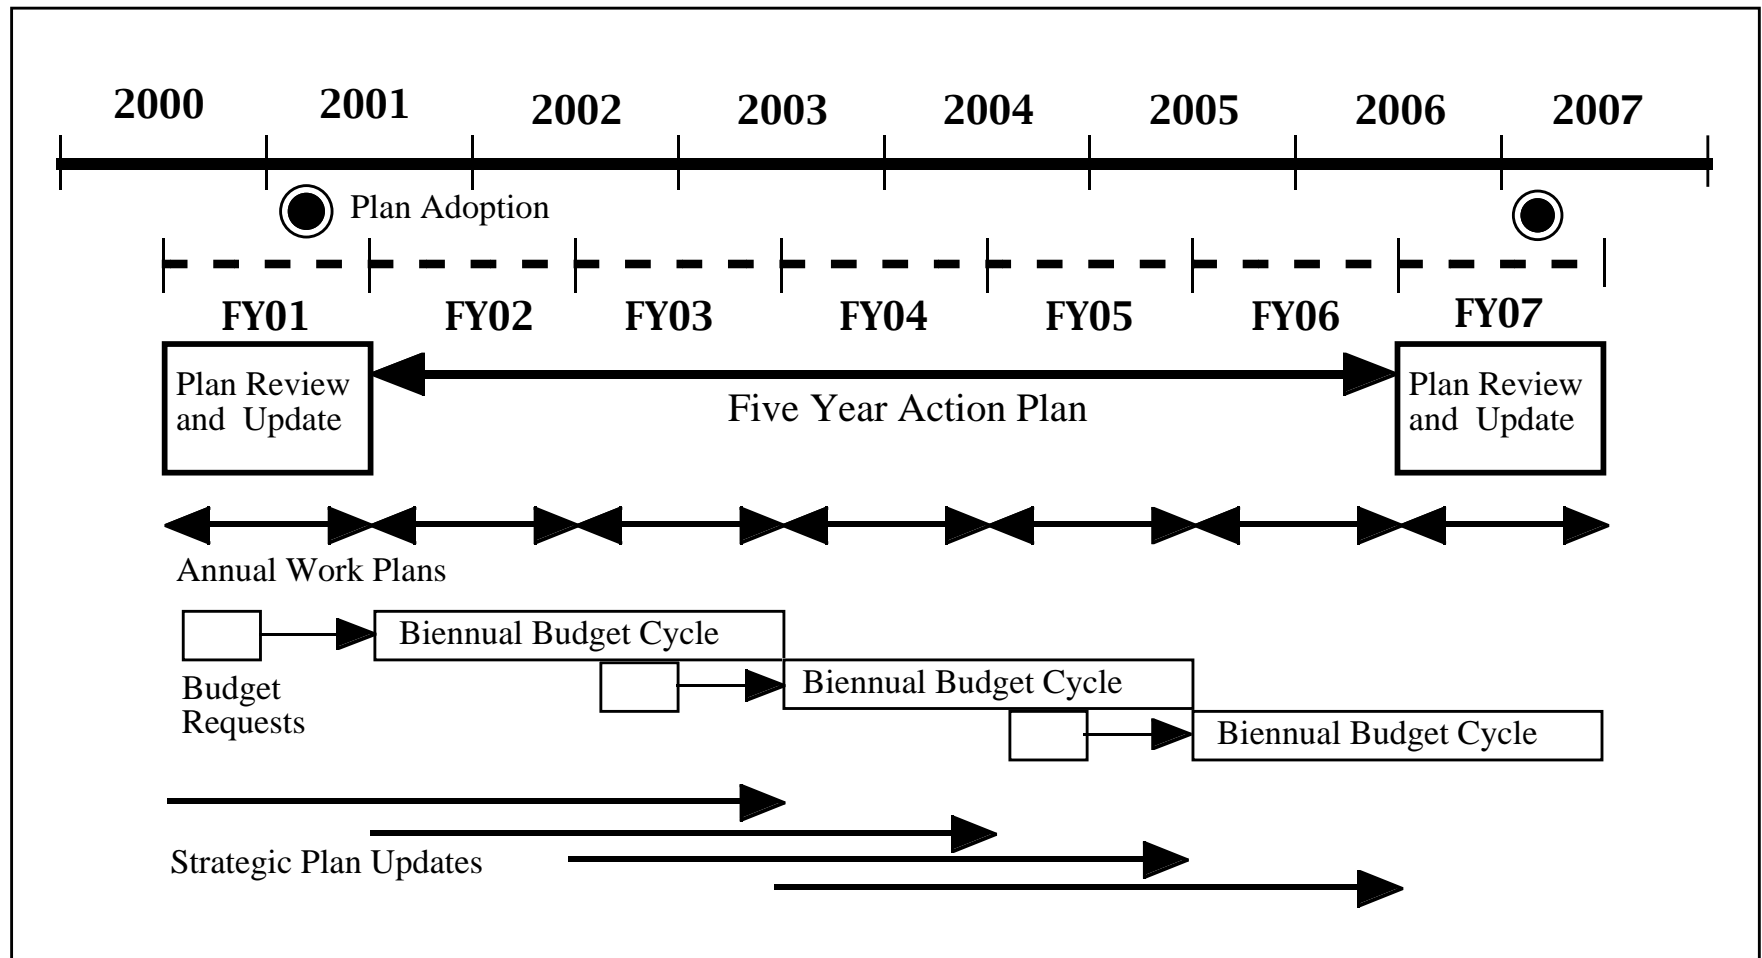 2000 2001 2002 2003 2004 2005 2006 2007
Plan Adoption
FY01 FY02 FY03 FY04 FY05 FY06 FY07
Plan Review
and Update
Five Year Action Plan
Plan Review
and Update
Annual Work Plans
Biennual Budget Cycle
Budget
Requests
Biennual Budget Cycle
Biennual Budget Cycle
Strategic Plan Updates